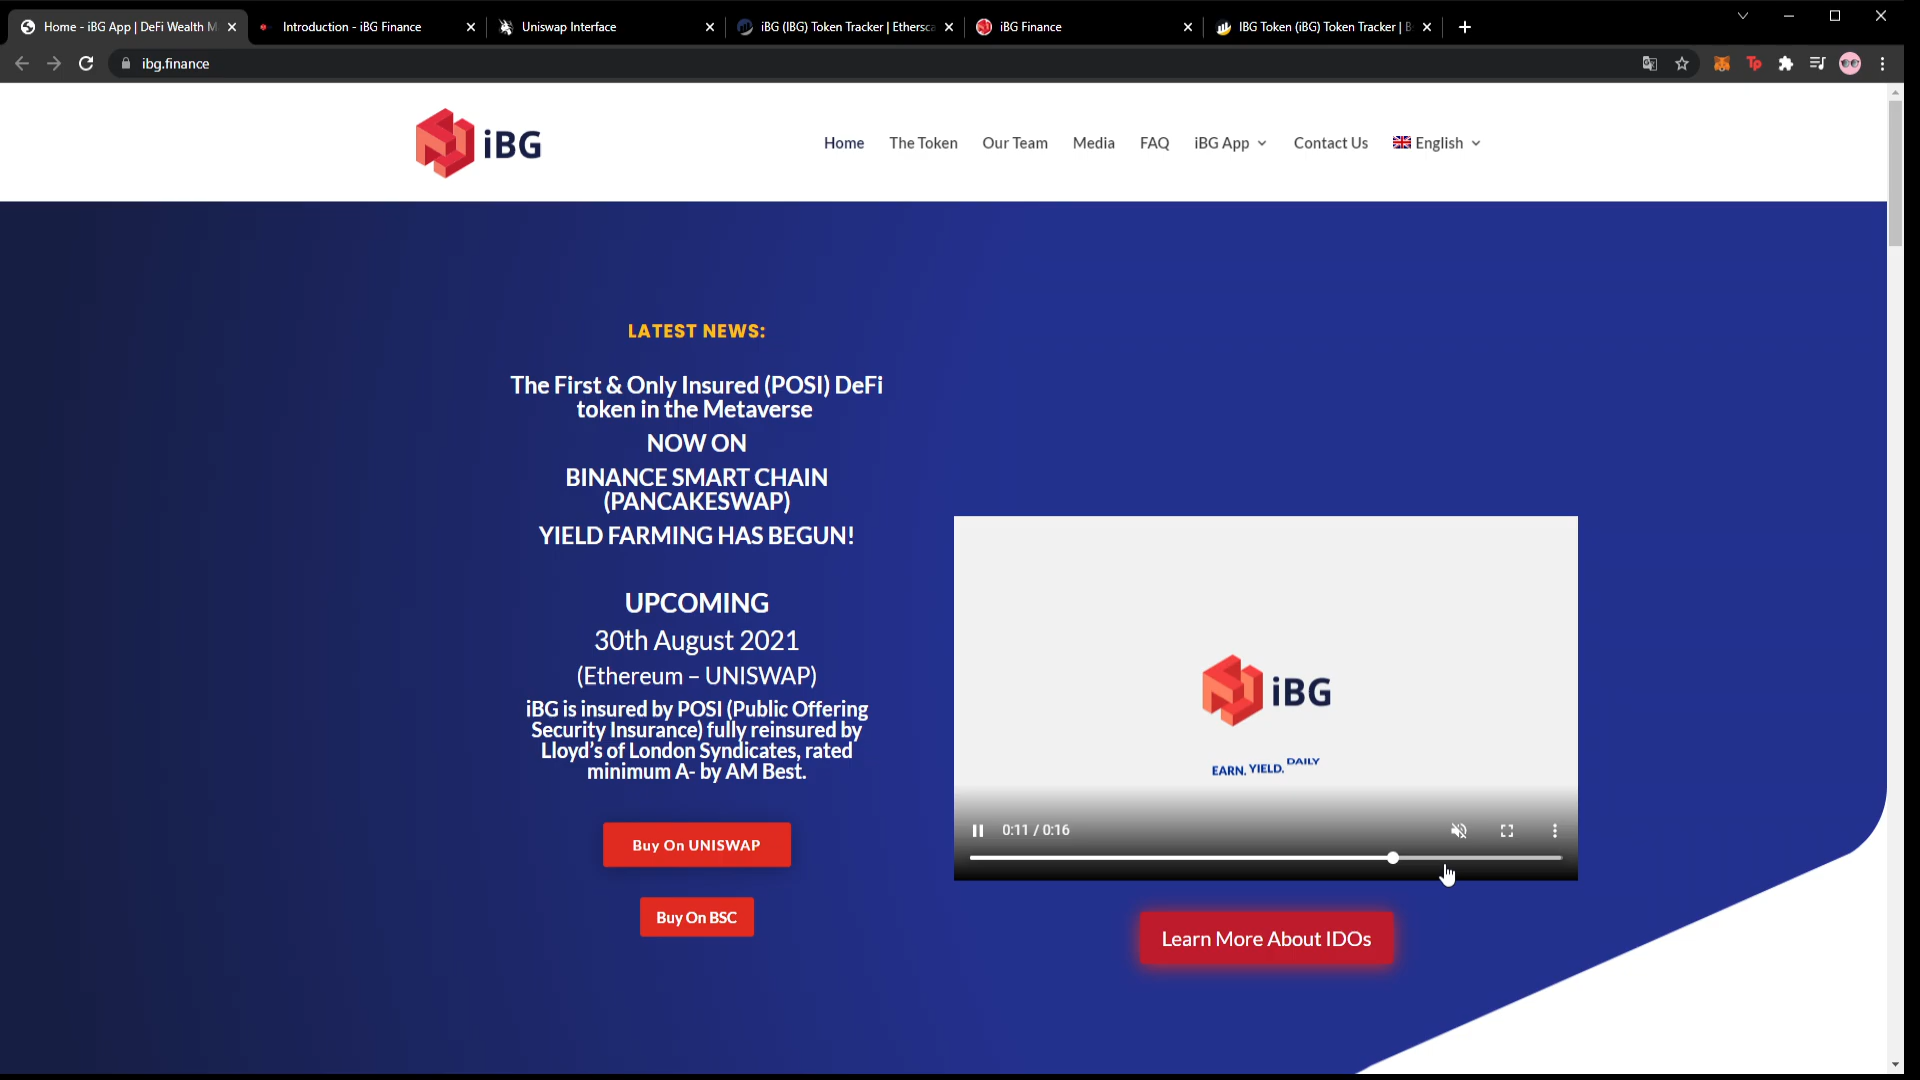 Home - iBG App | DeFi Wealth M
Introduction - iBG Finance
Uniswap Interface
iBG (IBG) Token Tracker | Ethersca
iBG Finance
IBG Token (iBG) Token Tracker | B
ibg.finance
Tp
iBG
Home
The Token
Our Team
Media
FAQ
iBG App
Contact Us
English
LATEST NEWS:
The First & Only Insured (POSI) DeFi
token in the Metaverse
NOW ON
BINANCE SMART CHAIN
(PANCAKESWAP)
YIELD FARMING HAS BEGUN!
UPCOMING
30th August 2021
(Ethereum – UNISWAP)
iBG is insured by POSI (Public Offering
Security Insurance) fully reinsured by
Lloyd's of London Syndicates, rated
minimum A- by AM Best.
Buy On UNISWAP
Buy On BSC
iBG
EARN. YIELD. DAILY
0:11 / 0:16
Learn More About IDOs